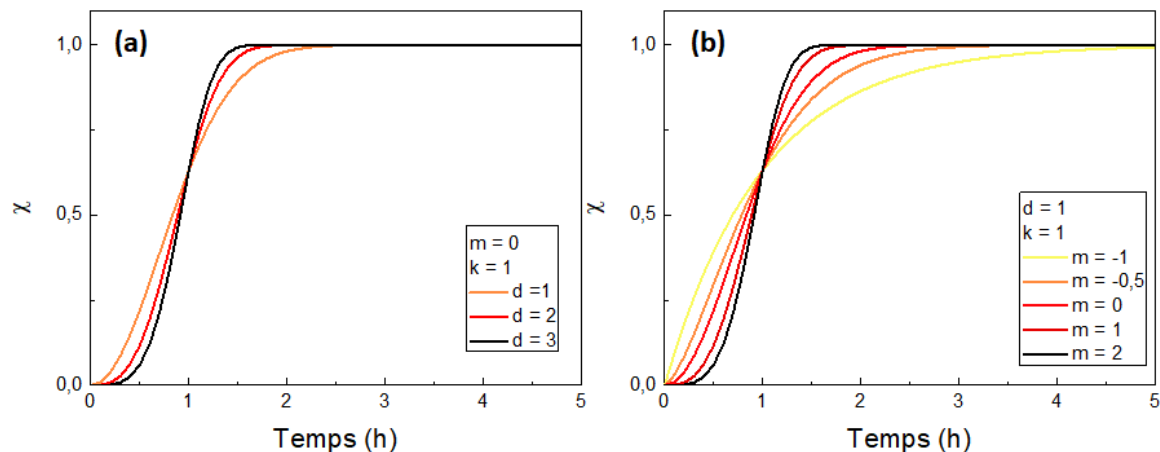 (a)
1,0
0,5
0,0
χ
0
1
2
3
4
5
Temps (h)
m = 0
k = 1
d =1
d = 2
d = 3
(b)
1,0
0,5
0,0
χ
0
1
2
3
4
5
Temps (h)
d = 1
k = 1
m = -1
m = -0,5
m = 0
m = 1
m = 2